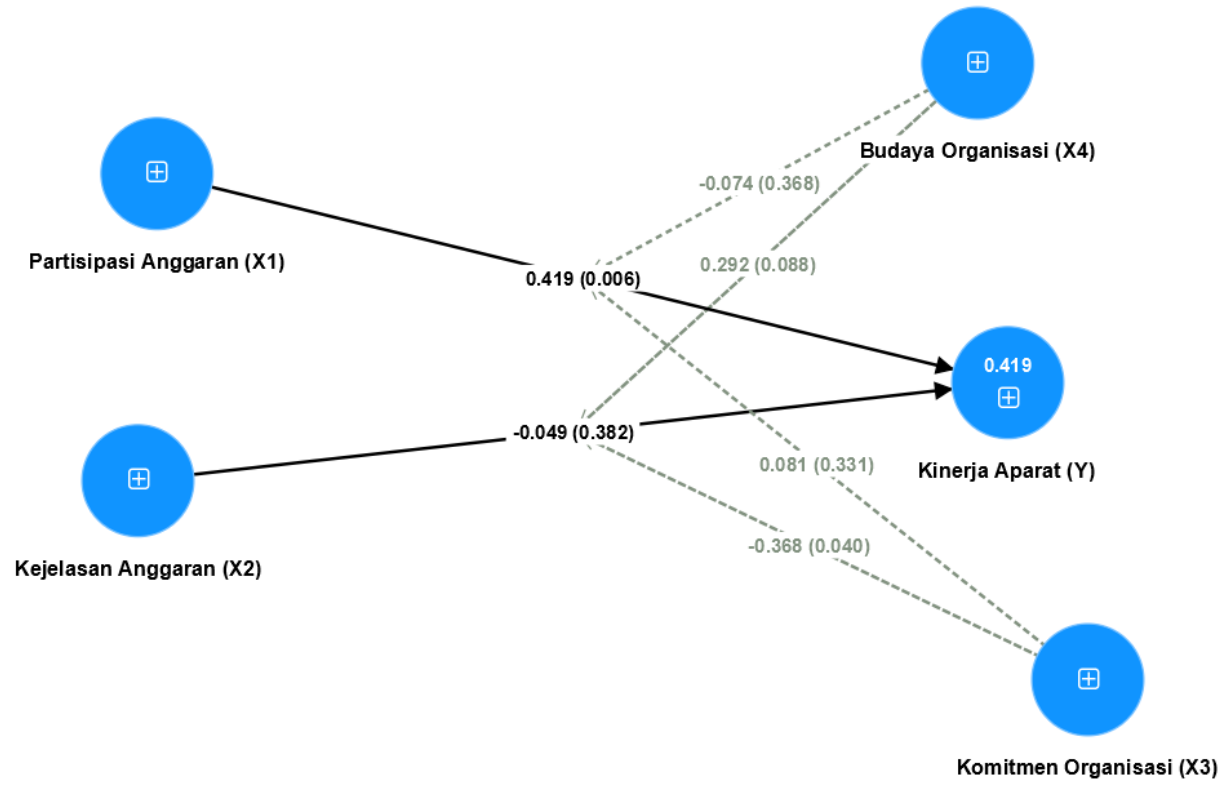 Budaya Organisasi (X4)
-0.074 (0.368)
Partisipasi Anggaran (X1)
0.292 (0.088)
0.419 (0.006)
0.419
-0.049 (0.382)
0.081 (0.331)
Kinerja Aparat (Y)
Kejelasan Anggaran (X2)
-0.368 (0.040)
Komitmen Organisasi (X3)